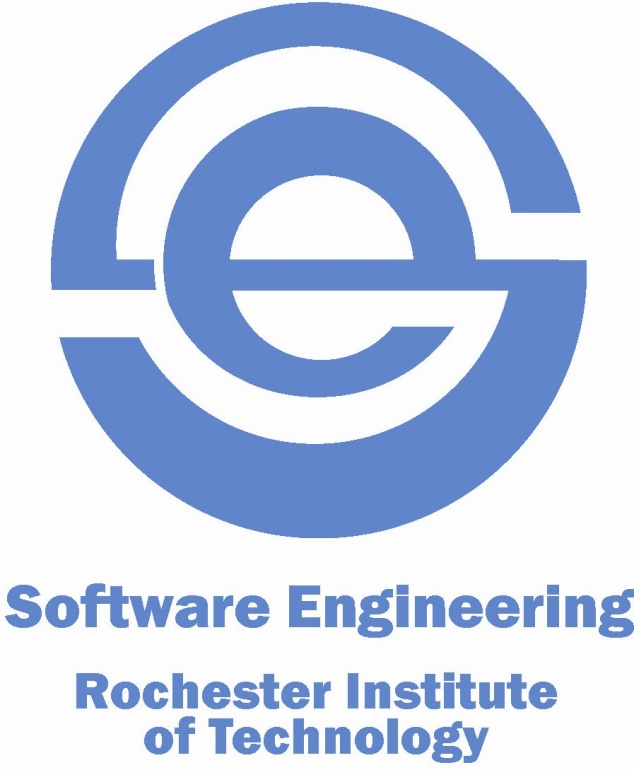 Software Engineering
Rochester Institute
of Technology